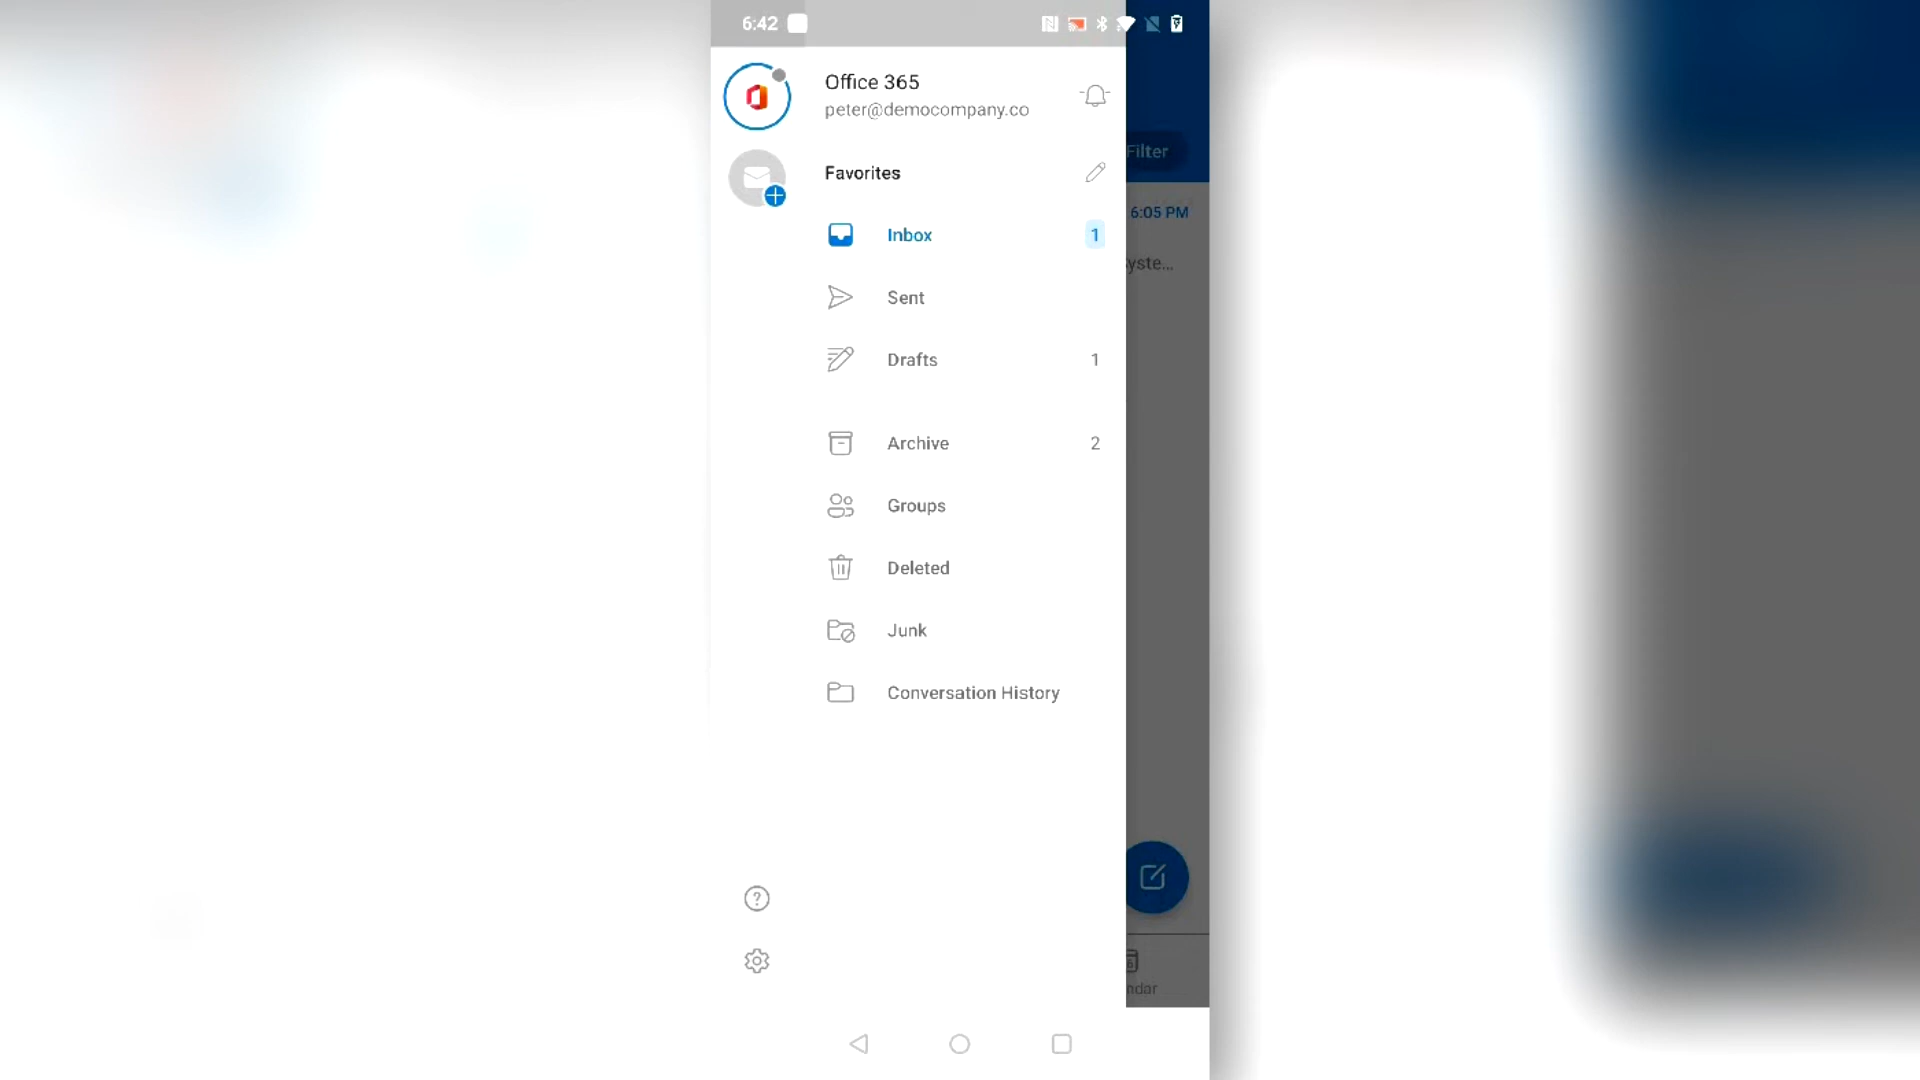 6:42
Office 365
peter@democompany.co
Filter
Favorites
6:05 PM
Inbox 1
yste...
Sent
Drafts 1
Archive 2
Groups
Deleted
Junk
Conversation History
ndar